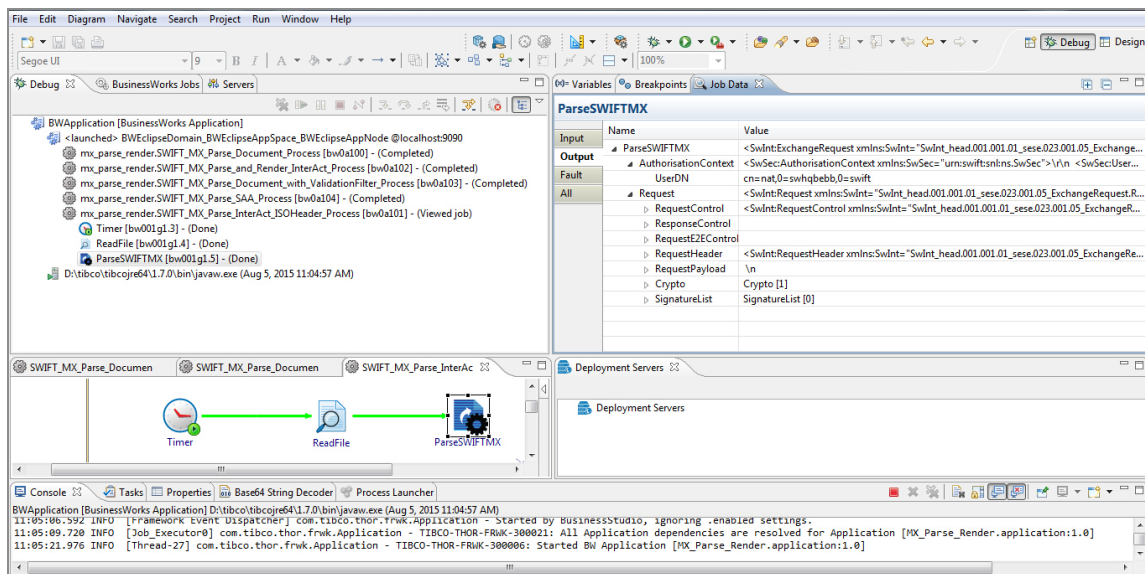 File Edit Diagram Navigate Search Project Run Window Help
Debug Design
Segoe UI 9 B I A 100%
Debug BusinessWorks Jobs Servers
BWApplication [BusinessWorks Application]
<launched> BWEclipseDomain_BWEclipseAppSpace_BWEclipseAppNode @localhost:9090
mx_parse_render.SWIFT_MX_Parse_Document_Process [bw0a100] - (Completed)
mx_parse_render.SWIFT_MX_Parse_and_Render_InterAct_Process [bw0a102] - (Completed)
mx_parse_render.SWIFT_MX_Parse_Document_with_ValidationFilter_Process [bw0a103] - (Completed)
mx_parse_render.SWIFT_MX_Parse_SAA_Process [bw0a104] - (Completed)
mx_parse_render.SWIFT_MX_Parse_InterAct_ISOHeader_Process [bw0a101] - (Viewed job)
Timer [bw001g1.3] - (Done)
ReadFile [bw001g1.4] - (Done)
ParseSWIFTMX [bw001g1.5] - (Done)
D:\tibco\tibcojre64\1.7.0\bin\javaw.exe (Aug 5, 2015 11:04:57 AM)
(x)= Variables Breakpoints Job Data
ParseSWIFTMX
Input
Output
Fault
All
Name Value
ParseSWIFTMX <SwInt:ExchangeRequest xmlns:SwInt="SwInt_head.001.001.01_sese.023.001.05_Exchange...
AuthorisationContext <SwSec:AuthorisationContext xmlns:SwSec="urn:swift:snl:ns.SwSec">\r\n <SwSec:User...
UserDN cn=nat,0=swhqbebb,0=swift
Request <SwInt:Request xmlns:SwInt="SwInt_head.001.001.01_sese.023.001.05_ExchangeRequest.R...
RequestControl <SwInt:RequestControl xmlns:SwInt="SwInt_head.001.001.01_sese.023.001.05_ExchangeR...
ResponseControl
RequestE2EControl
RequestHeader <SwInt:RequestHeader xmlns:SwInt="SwInt_head.001.001.01_sese.023.001.05_ExchangeRe...
RequestPayload \n
Crypto Crypto [1]
SignatureList SignatureList [0]
SWIFT_MX_Parse_Documen SWIFT_MX_Parse_Documen SWIFT_MX_Parse_InterAc
Timer ReadFile ParseSWIFTMX
Deployment Servers
Deployment Servers
Console Tasks Properties Base64 String Decoder Process Launcher
BWApplication [BusinessWorks Application] D:\tibco\tibcojre64\1.7.0\bin\javaw.exe (Aug 5, 2015 11:04:57 AM)
11:05:06.592 INFO [Framework Event Dispatcher] com.tibco.thor.frwk.Application - Started by BusinessStudio, ignoring .enabled settings.
11:05:09.720 INFO [Job_Executor0] com.tibco.thor.frwk.Application - TIBCO-THOR-FRWK-300021: All Application dependencies are resolved for Application [MX_Parse_Render.application:1.0]
11:05:21.976 INFO [Thread-27] com.tibco.thor.frwk.Application - TIBCO-THOR-FRWK-300006: Started BW Application [MX_Parse_Render.application:1.0]